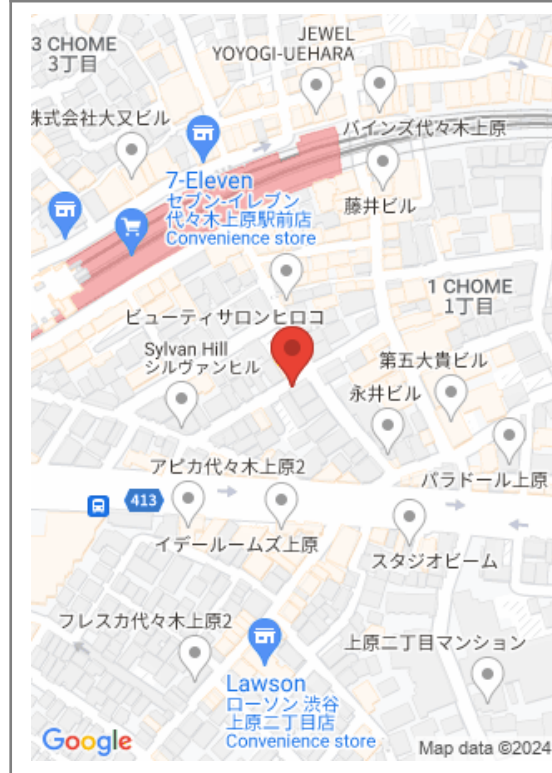 JEWEL
YOYOGI-UEHARA
3 CHOME
3丁目
株式会社大又ビル
パインズ代々木上原
7-Eleven
セブン-イレブン
代々木上原駅前店
Convenience store
藤井ビル
1 CHOME
1丁目
ビューティサロンヒロコ
Sylvan Hill
シルヴァンヒル
第五大貴ビル
永井ビル
アピカ代々木上原2
パラドール上原
413
イデールームズ上原
スタジオビーム
フレスカ代々木上原2
上原二丁目マンション
Lawson
ローソン 渋谷
上原二丁目店
Convenience store
Google
Map data ©2024